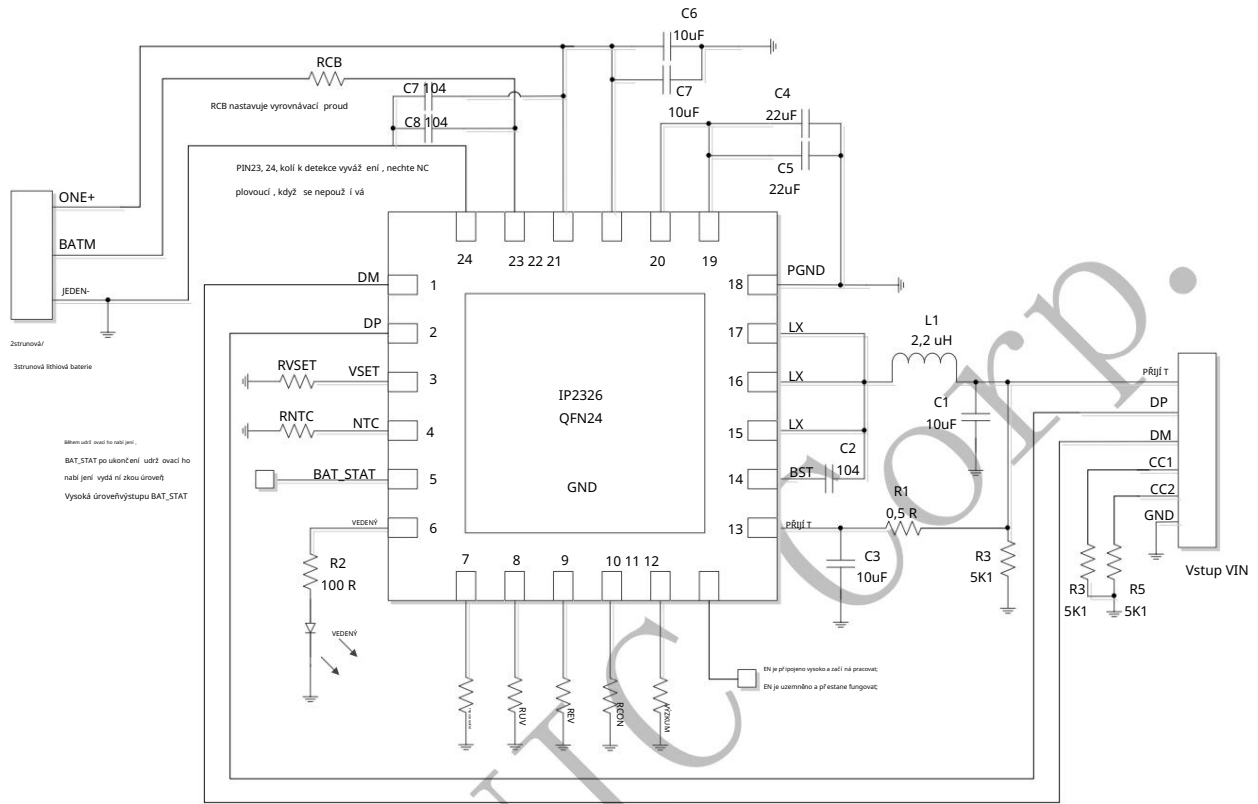 C6
10uF
RCB
C7 104
C7
10uF
RCB nastavuje vyrovnávací proud
C8 104
C4
22uF
C5
22uF
PIN23, 24, kolí k detekce vyváž ení , nechte NC
plovoucí , když se nepouž í vá
ONE+
BATM
JEDEN-
2strunová/
3strunová lithiová baterie
24
23 22 21
20
19
DM
1
DP
2
RVSET
VSET
3
RNTC
NTC
4
BAT_STAT
5
VEDENÝ
6
Během udrž ovací ho nabí jení ,
BAT_STAT po ukončení udrž ovací ho
nabí jení vydá ní zkou úroveň;
Vysoká úroveňvýstupu BAT_STAT
R2
100 R
VEDENÝ
IP2326
QFN24
GND
18
PGND
17
LX
16
LX
15
LX
14
BST
C2
104
13
PŘIJÍ T
L1
2,2 uH
C1
10uF
R1
0,5 R
C3
10uF
R3
5K1
PŘIJÍ T
DP
DM
CC1
CC2
GND
Vstup VIN
R3
5K1
R5
5K1
7
8
9
10 11 12
RUV
REV
RCON
EN je připojeno vysoko a začí ná pracovat;
EN je uzemněno a přestane fungovat;
IC Corp.